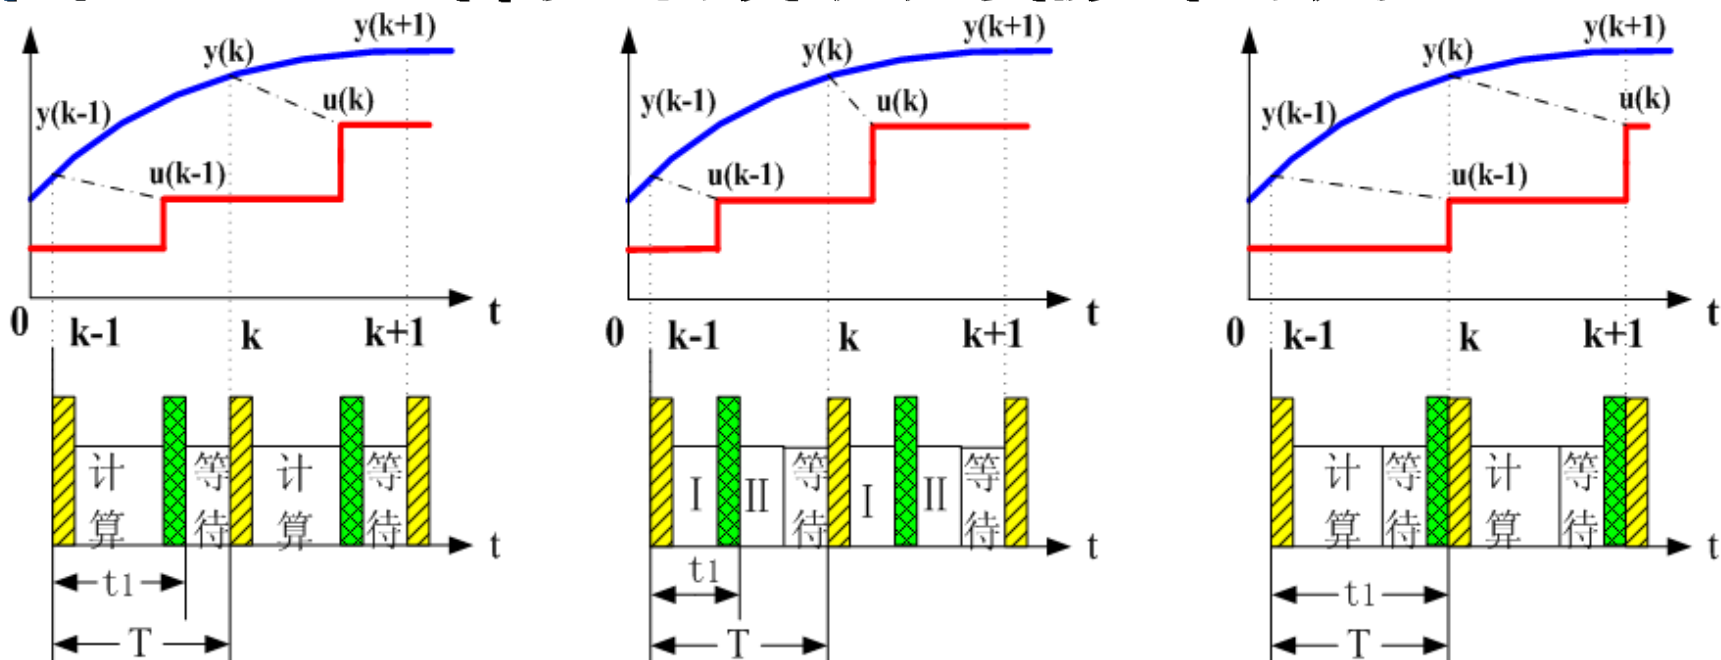 y(k+1)
y(k)
u(k)
y(k-1)
u(k-1)
0
k-1
k
k+1
t
计算
等待
计算
等待
t
t1
T
y(k+1)
y(k)
y(k-1)
u(k)
u(k-1)
0
k-1
k
k+1
t
I
II
等待
I
II
等待
t
t1
T
y(k+1)
y(k)
u(k)
y(k-1)
u(k-1)
0
k-1
k
k+1
t
计算
等待
计算
等待
t
t1
T